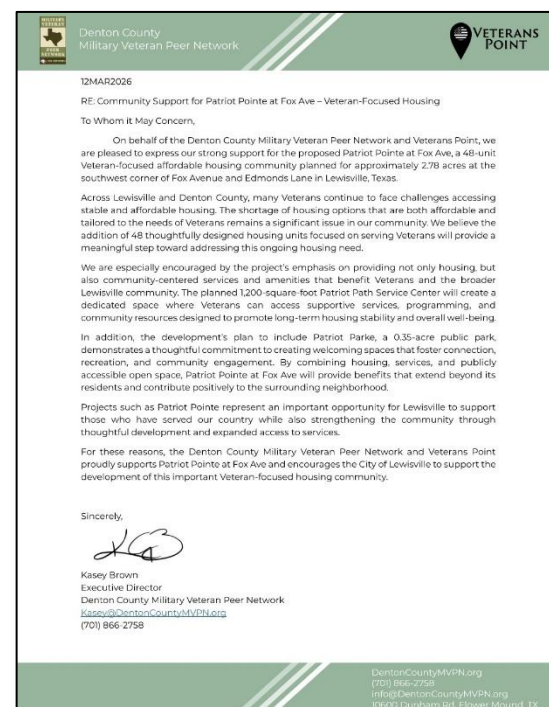 MILITARY
VETERAN
PEER
NETWORK
Denton County
Military Veteran Peer Network
VETERANS
POINT
12MAR2026
RE: Community Support for Patriot Pointe at Fox Ave – Veteran-Focused Housing
To Whom it May Concern,
On behalf of the Denton County Military Veteran Peer Network and Veterans Point, we
are pleased to express our strong support for the proposed Patriot Pointe at Fox Ave, a 48-unit
Veteran-focused affordable housing community planned for approximately 2.78 acres at the
southwest corner of Fox Avenue and Edmonds Lane in Lewisville, Texas.
Across Lewisville and Denton County, many Veterans continue to face challenges accessing
stable and affordable housing. The shortage of housing options that are both affordable and
tailored to the needs of Veterans remains a significant issue in our community. We believe the
addition of 48 thoughtfully designed housing units focused on serving Veterans will provide a
meaningful step toward addressing this ongoing housing need.
We are especially encouraged by the project's emphasis on providing not only housing, but
also community-centered services and amenities that benefit Veterans and the broader
Lewisville community. The planned 1,200-square-foot Patriot Path Service Center will create a
dedicated space where Veterans can access supportive services, programming, and
community resources designed to promote long-term housing stability and overall well-being.
In addition, the development's plan to include Patriot Parke, a 0.35-acre public park,
demonstrates a thoughtful commitment to creating welcoming spaces that foster connection,
recreation, and community engagement. By combining housing, services, and publicly
accessible open space, Patriot Pointe at Fox Ave will provide benefits that extend beyond its
residents and contribute positively to the surrounding neighborhood.
Projects such as Patriot Pointe represent an important opportunity for Lewisville to support
those who have served our country while also strengthening the community through
thoughtful development and expanded access to services.
For these reasons, the Denton County Military Veteran Peer Network and Veterans Point
proudly supports Patriot Pointe at Fox Ave and encourages the City of Lewisville to support the
development of this important Veteran-focused housing community.
Sincerely,
Kasey Brown
Executive Director
Denton County Military Veteran Peer Network
Kasey@DentonCountyMVPN.org
(701) 866-2758
DentonCountyMVPN.org
(701) 866-2758
info@DentonCountyMVPN.org
10600 Dunham Rd, Flower Mound, TX